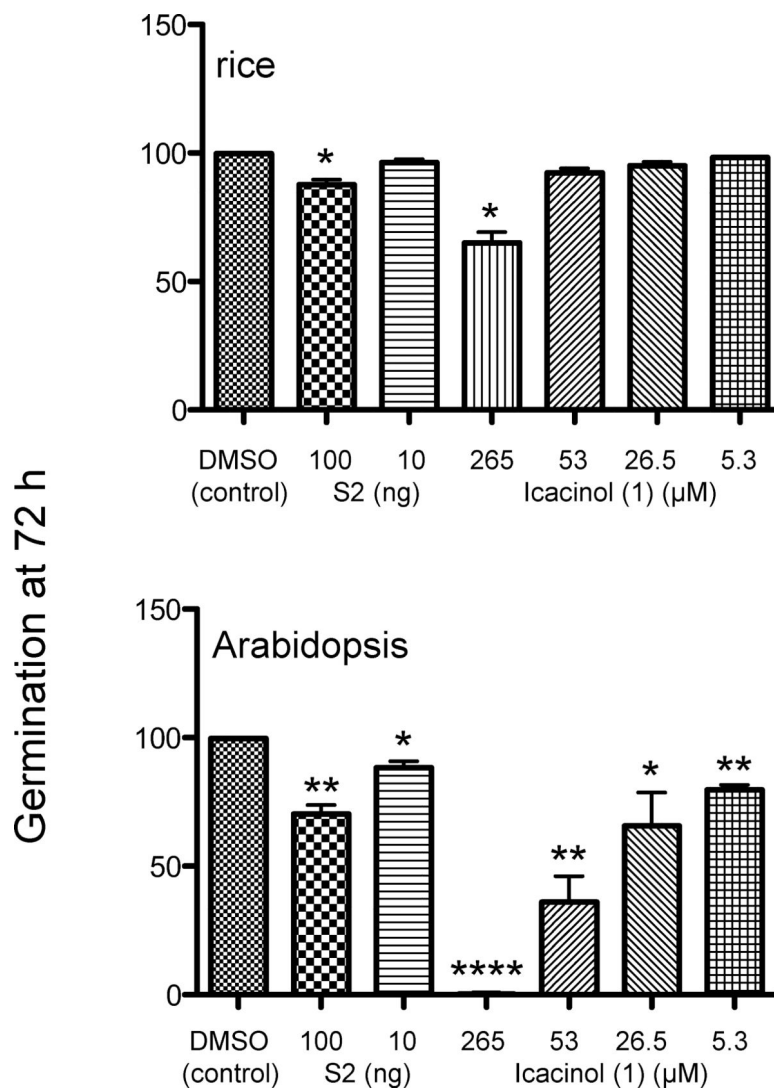 Germination at 72 h
150
rice
100
*
*
50
0
DMSO 100 10 265 53 26.5 5.3
(control) S2 (ng) Icacinol (1) (µM)
150
Arabidopsis
100
** * * **
50
**
****
0
DMSO 100 10 265 53 26.5 5.3
(control) S2 (ng) Icacinol (1) (µM)